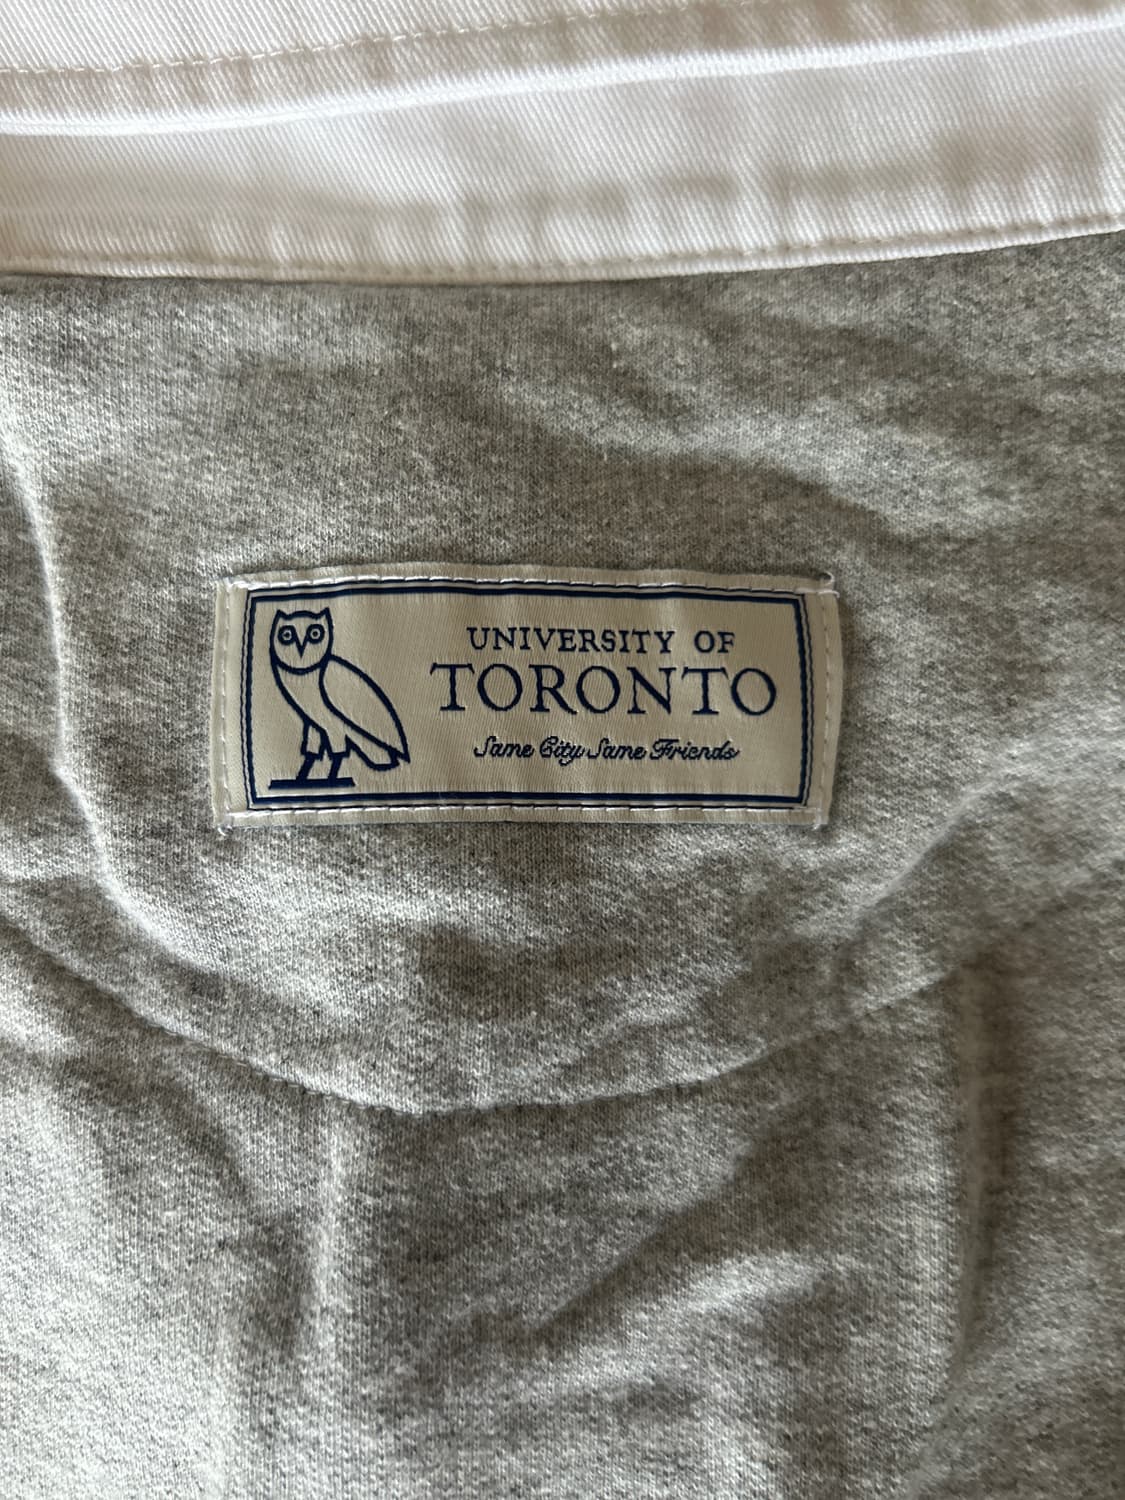 UNIVERSITY OF
TORONTO
Same City Same Friends